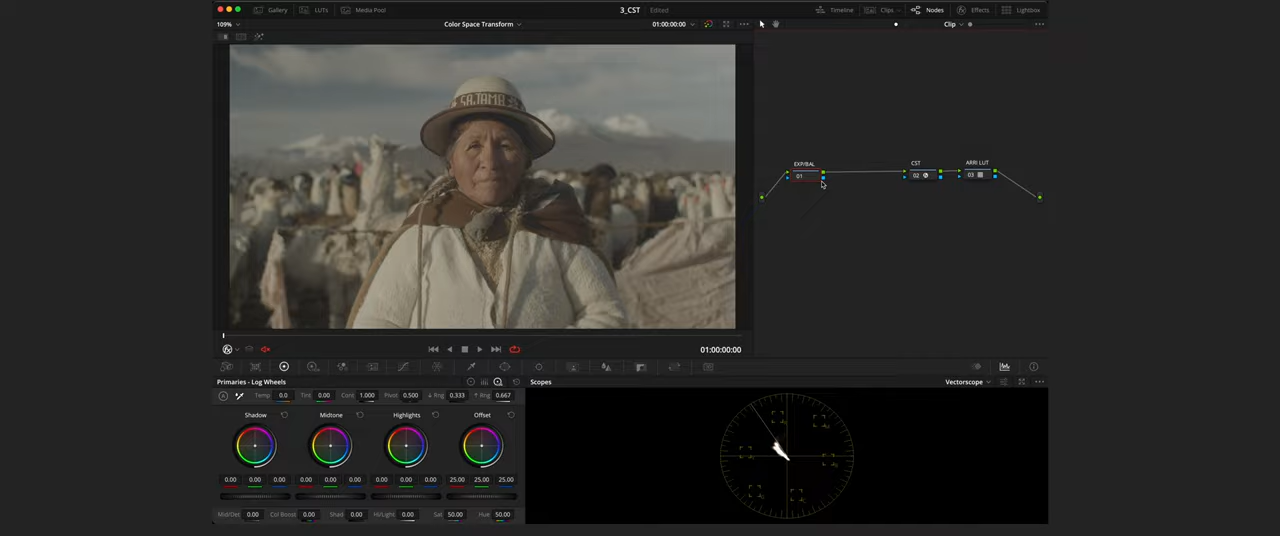 Gallery LUTs Media Pool 3_CST Edited Timeline Clips Nodes Effects Lightbox
109% Color Space Transform 01:00:00:00 Clip
SAJAMA
EXP/BAL CST ARRI LUT
01 02 03
01:00:00:00
Primaries - Log Wheels Scopes Vectorscope
Temp 0.0 Tint 0.00 Cont 1.000 Pivot 0.500 Rng 0.333 Rng 0.667
Shadow Midtone Highlights Offset
0.00 0.00 0.00 0.00 0.00 0.00 0.00 0.00 0.00 25.00 25.00 25.00
Mid/Det 0.00 Col Boost 0.00 Shad 0.00 Hi/Light 0.00 Sat 50.00 Hue 50.00